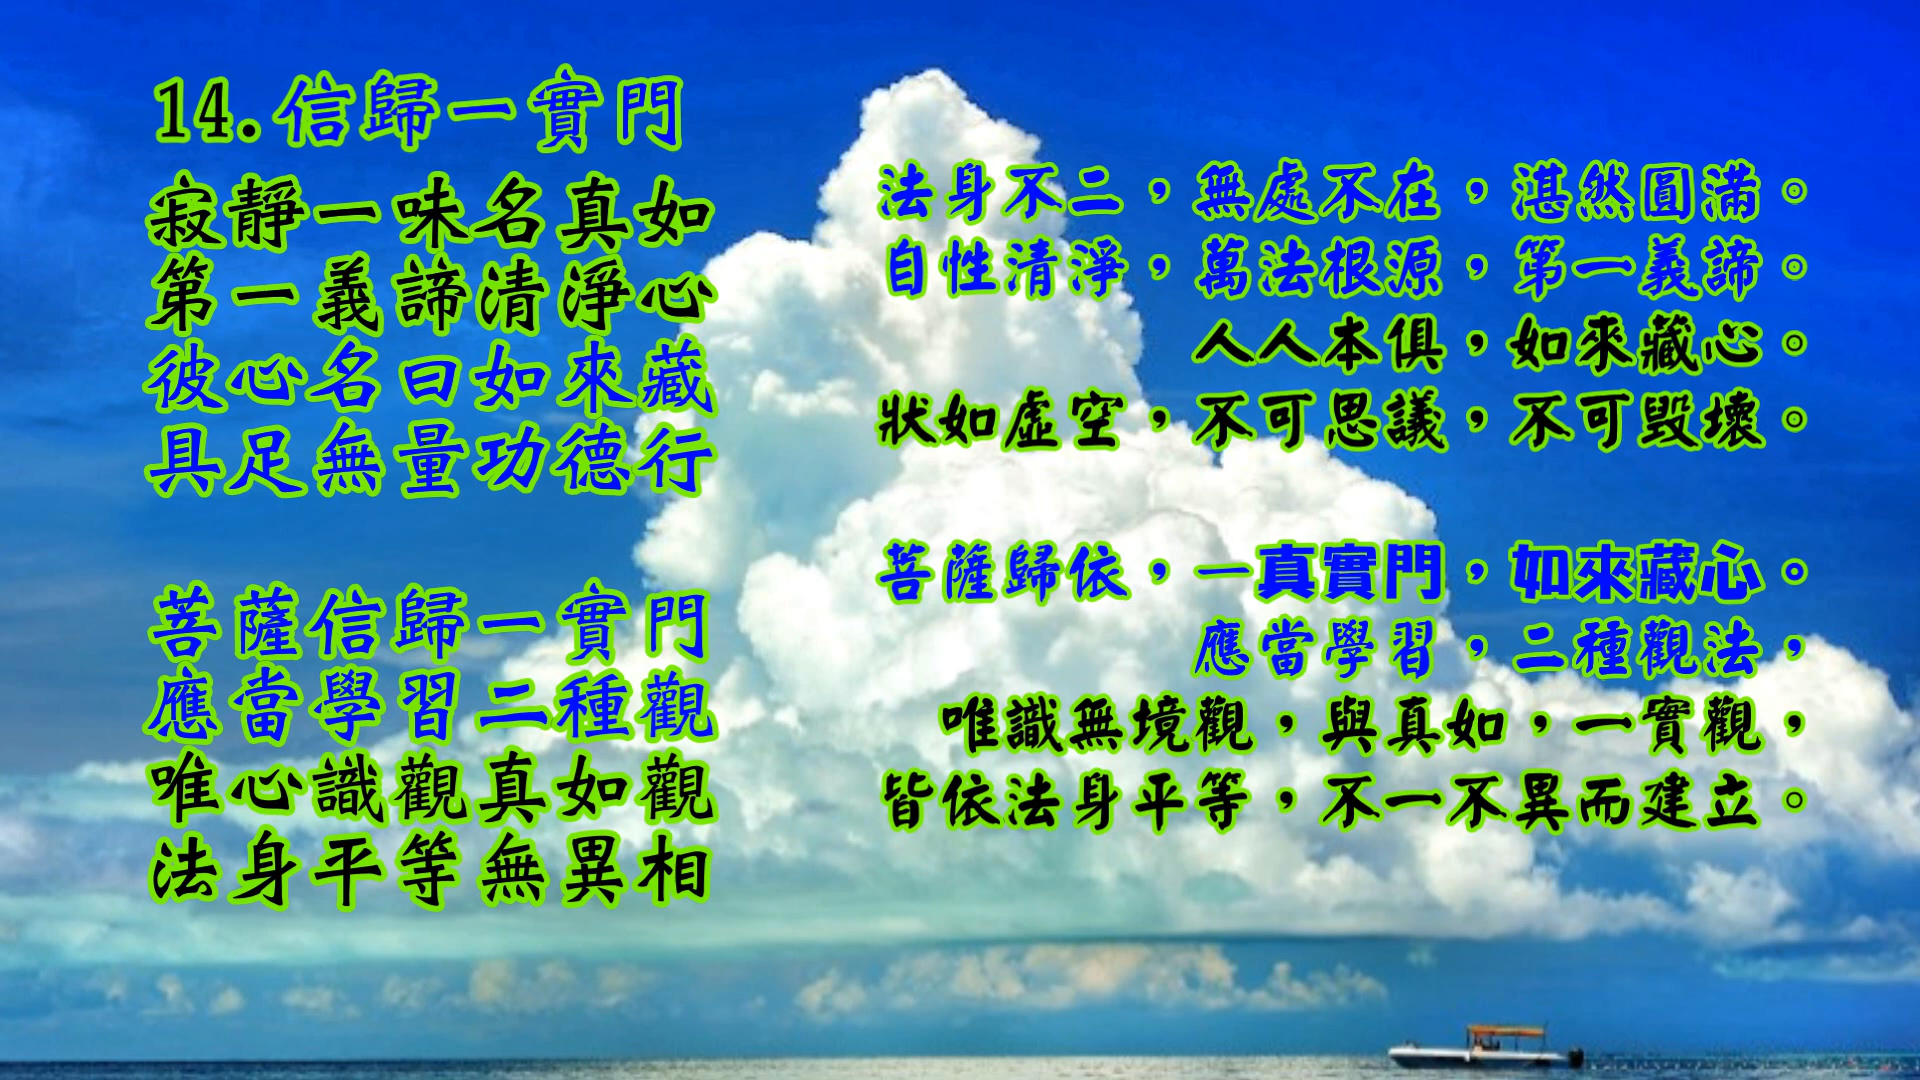 14.信歸一實門
寂靜一味名真如
第一義諦清淨心
彼心名曰如來藏
具足無量功德行
菩薩信歸一實門
應當學習二種觀
唯心識觀真如觀
法身平等無異相
法身不二，無處不在，湛然圓滿。
自性清淨，萬法根源，第一義諦。
人人本俱，如來藏心。
狀如虛空，不可思議，不可毀壞。
菩薩歸依，一真實門，如來藏心。
應當學習，二種觀法，
唯識無境觀，與真如，一實觀，
皆依法身平等，不一不異而建立。